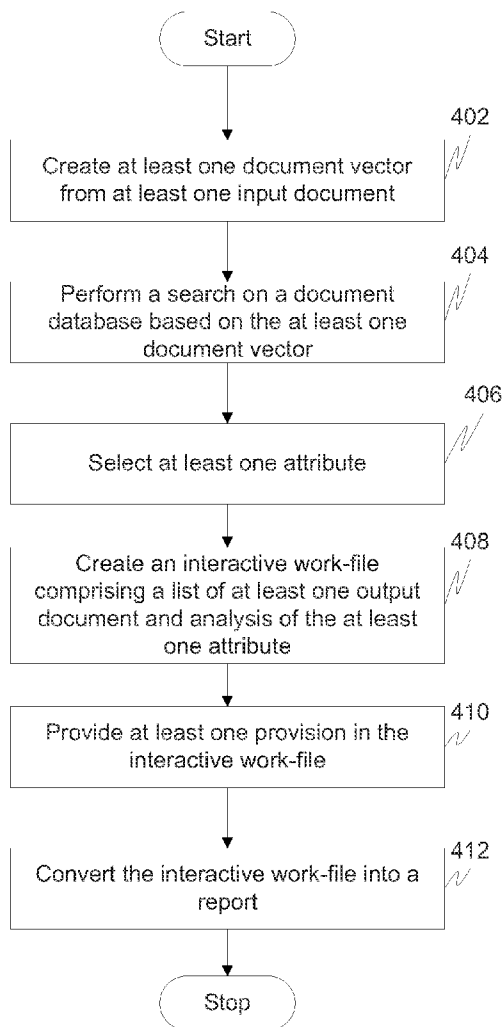 Start
402
Create at least one document vector
from at least one input document
404
Perform a search on a document
database based on the at least one
document vector
406
Select at least one attribute
408
Create an interactive work-file
comprising a list of at least one output
document and analysis of the at least
one attribute
410
Provide at least one provision in the
interactive work-file
412
Convert the interactive work-file into a
report
Stop